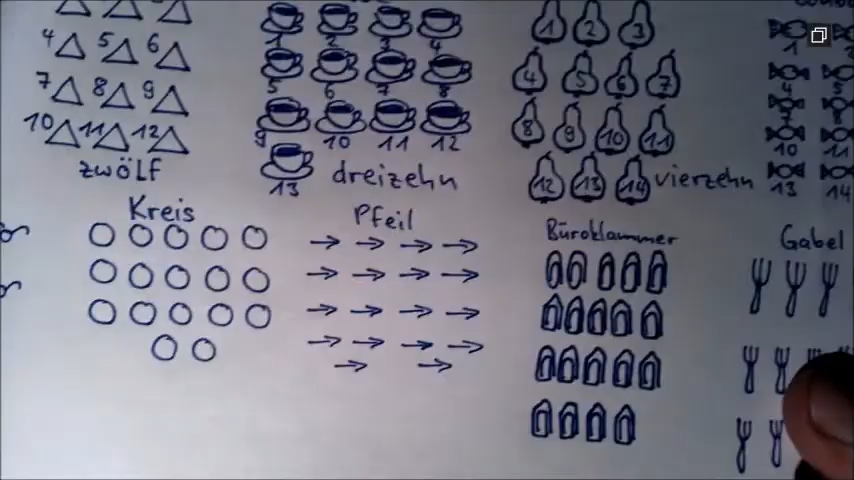 4 5 6
7 8 9
10 11 12
zwölf
1 2 3 4
5 6 7 8
9 10 11 12
13 dreizehn
1 2 3
4 5 6 7
8 9 10 11
12 13 14 vierzehn
1
4 5
7
10 11
13 14
Kreis
Pfeil
Büroklammer
Gabel